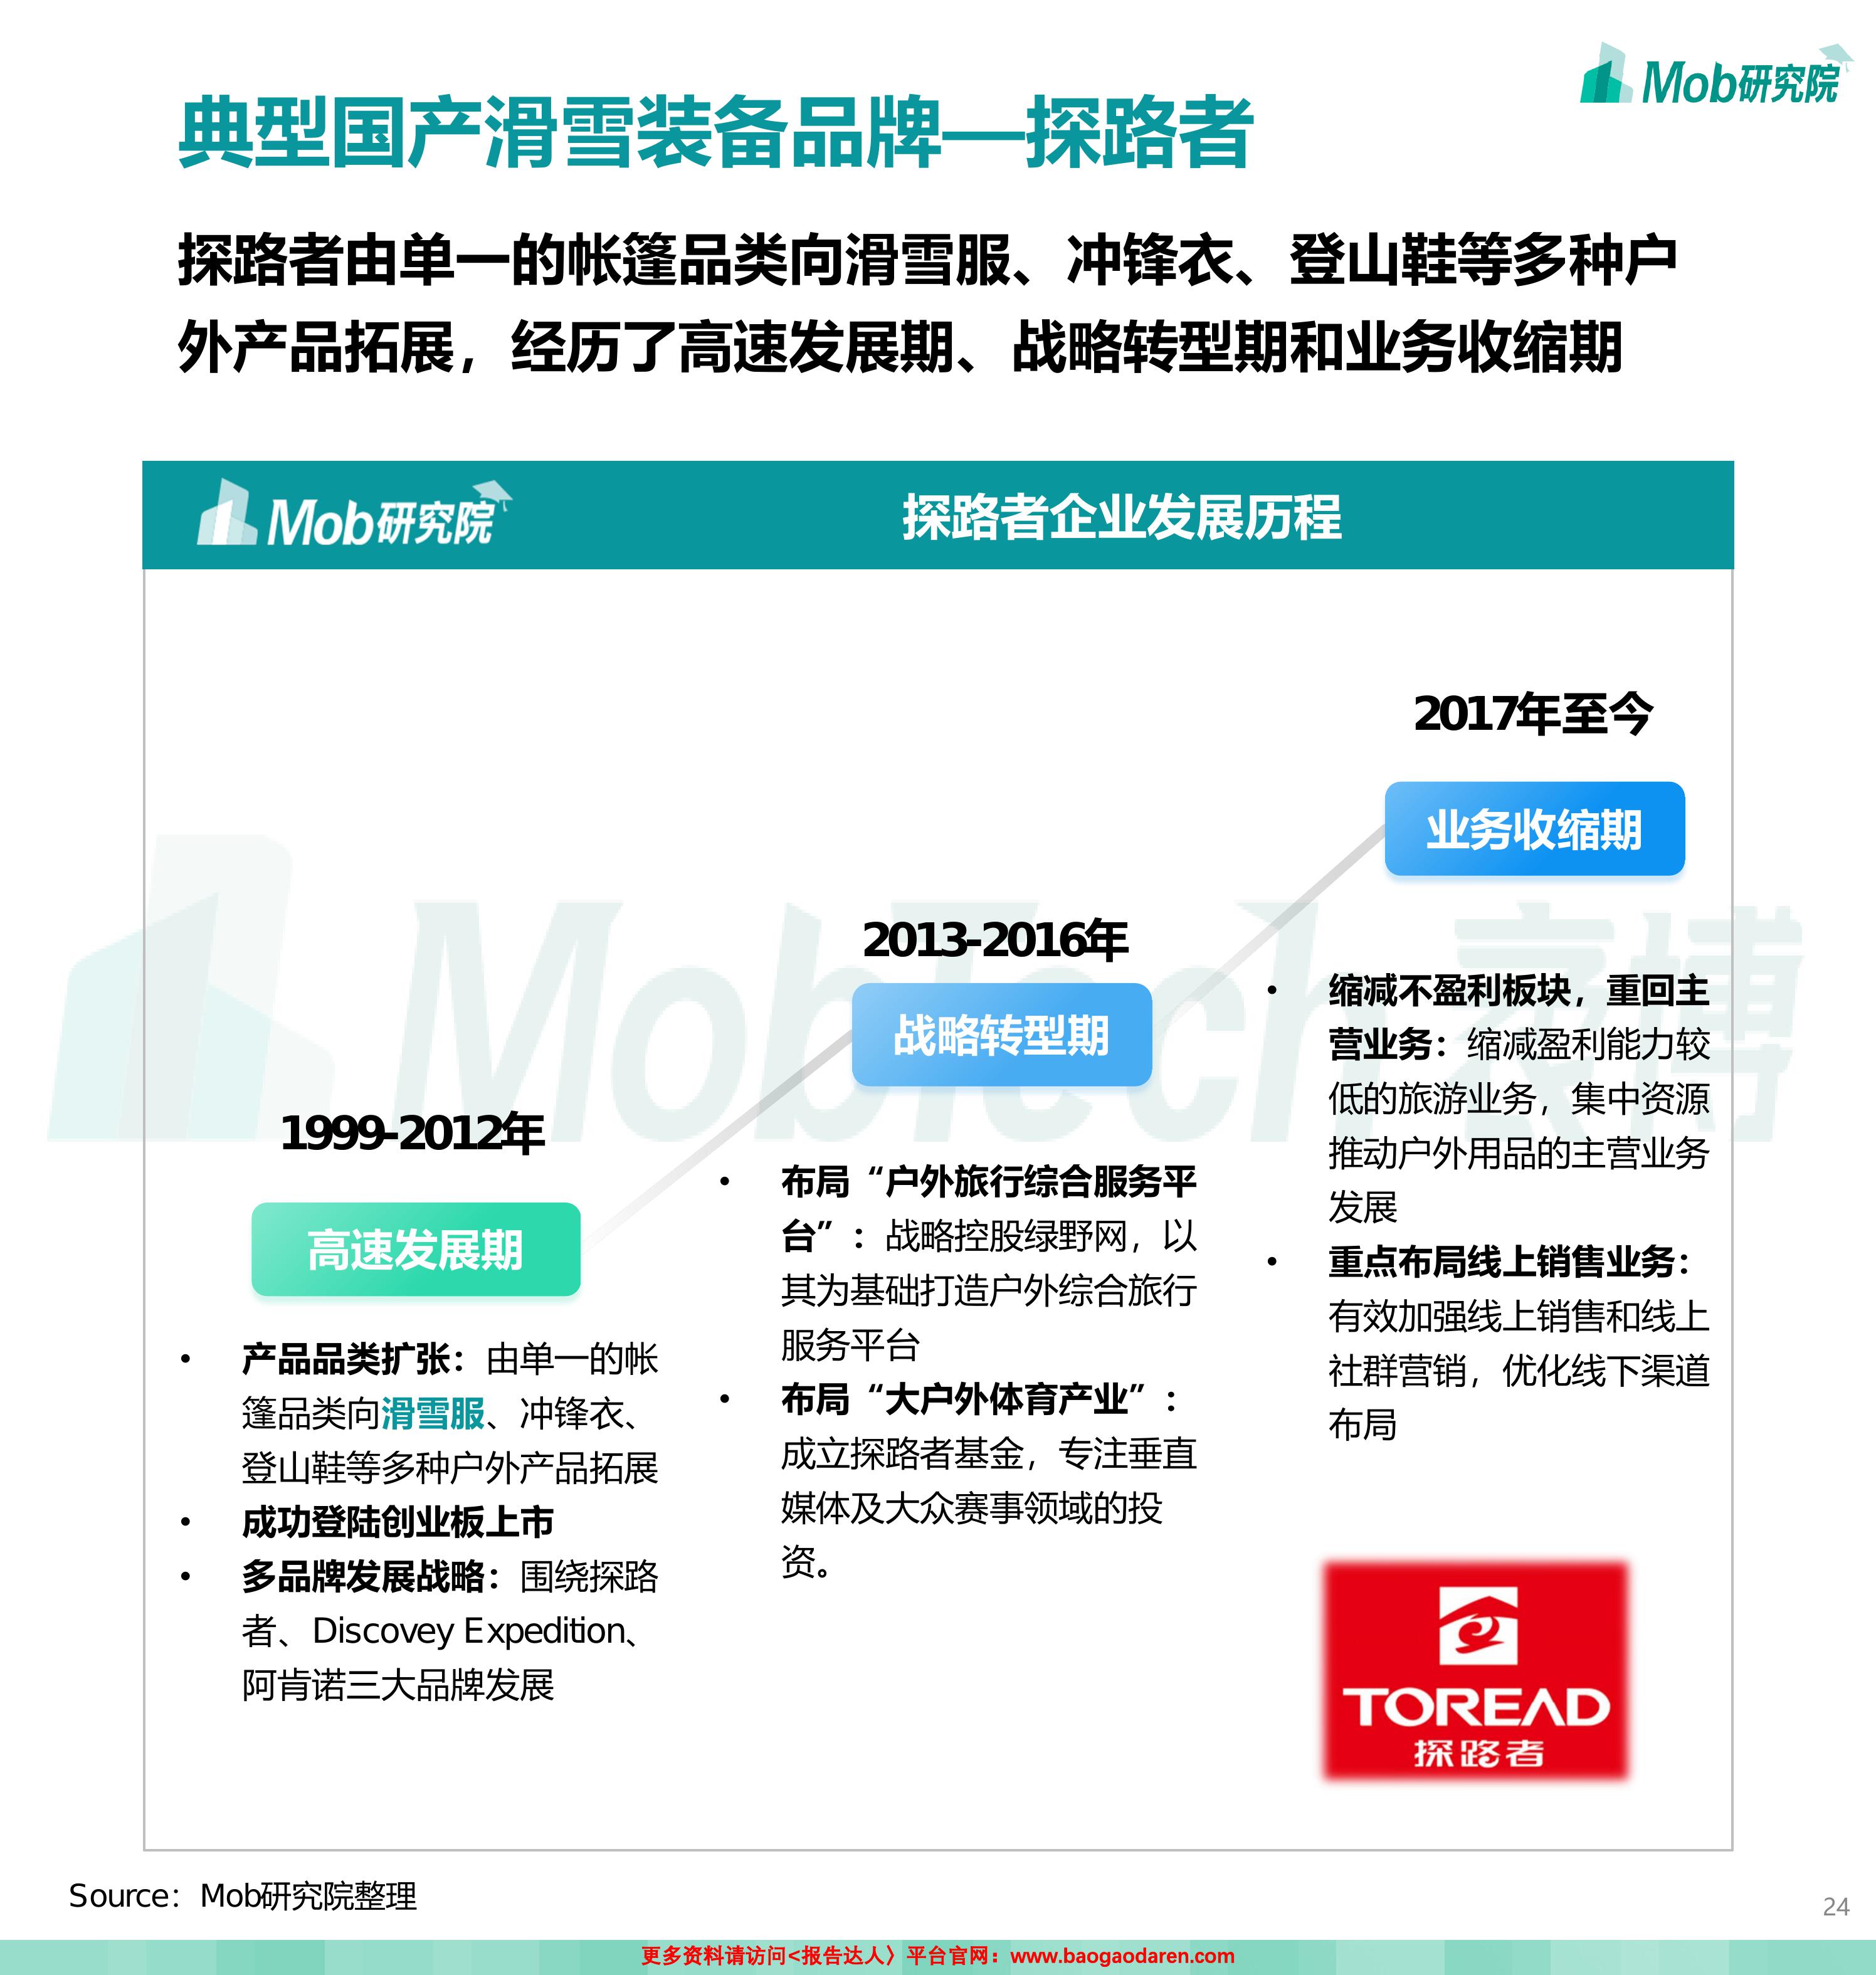 Mob研究院
典型国产滑雪装备品牌—探路者
探路者由单一的帐篷品类向滑雪服、冲锋衣、登山鞋等多种户
外产品拓展，经历了高速发展期、战略转型期和业务收缩期
Mob研究院
探路者企业发展历程
1999-2012年
高速发展期
• 产品品类扩张：由单一的帐
篷品类向滑雪服、冲锋衣、
登山鞋等多种户外产品拓展
• 成功登陆创业板上市
• 多品牌发展战略：围绕探路
者、Discovey Expedition、
阿肯诺三大品牌发展
2013-2016年
战略转型期
• 布局“户外旅行综合服务平
台”：战略控股绿野网，以
其为基础打造户外综合旅行
服务平台
• 布局“大户外体育产业”：
成立探路者基金，专注垂直
媒体及大众赛事领域的投
资。
2017年至今
业务收缩期
• 缩减不盈利板块，重回主
营业务：缩减盈利能力较
低的旅游业务，集中资源
推动户外用品的主营业务
发展
• 重点布局线上销售业务：
有效加强线上销售和线上
社群营销，优化线下渠道
布局
TOREAD
探路者
MobTech 袤博
Source：Mob研究院整理
24
更多资料请访问<报告达人〉平台官网：www.baogaodaren.com